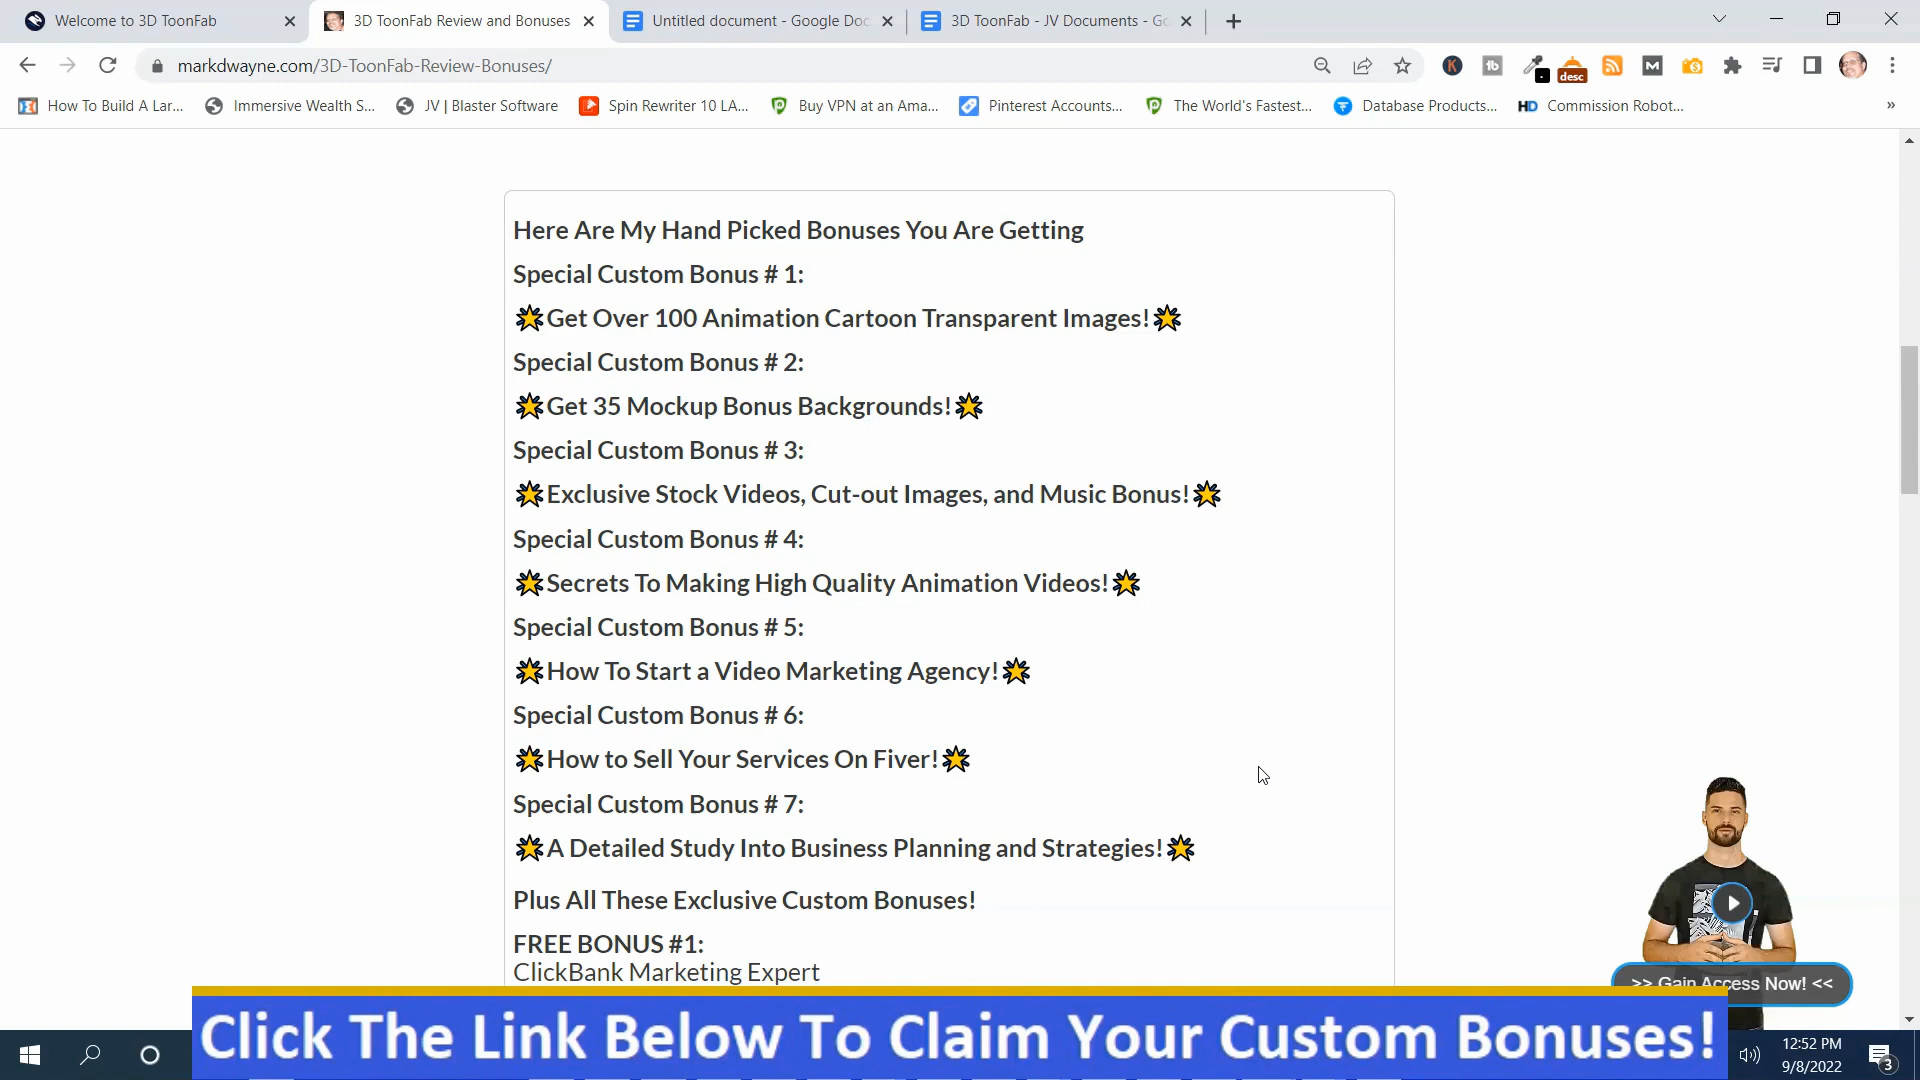 Welcome to 3D ToonFab
3D ToonFab Review and Bonuses
Untitled document - Google Doc
3D ToonFab - JV Documents - Go
markdwayne.com/3D-ToonFab-Review-Bonuses/
desc
How To Build A Lar...
Immersive Wealth S...
JV | Blaster Software
Spin Rewriter 10 LA...
Buy VPN at an Ama...
Pinterest Accounts...
The World's Fastest...
Database Products...
HD
Commission Robot...
Here Are My Hand Picked Bonuses You Are Getting
Special Custom Bonus # 1:
🌟Get Over 100 Animation Cartoon Transparent Images!🌟
Special Custom Bonus # 2:
🌟Get 35 Mockup Bonus Backgrounds!🌟
Special Custom Bonus # 3:
🌟Exclusive Stock Videos, Cut-out Images, and Music Bonus!🌟
Special Custom Bonus # 4:
🌟Secrets To Making High Quality Animation Videos!🌟
Special Custom Bonus # 5:
🌟How To Start a Video Marketing Agency!🌟
Special Custom Bonus # 6:
🌟How to Sell Your Services On Fiver!🌟
Special Custom Bonus # 7:
🌟A Detailed Study Into Business Planning and Strategies!🌟
Plus All These Exclusive Custom Bonuses!
FREE BONUS #1:
ClickBank Marketing Expert
>> Gain Access Now! <<
Click The Link Below To Claim Your Custom Bonuses!
12:52 PM
9/8/2022
3